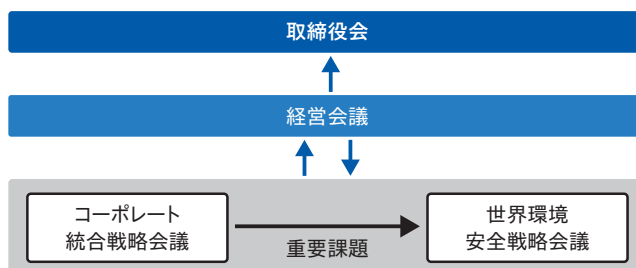 取締役会
経営会議
コーポレート
統合戦略会議
重要課題
世界環境
安全戦略会議